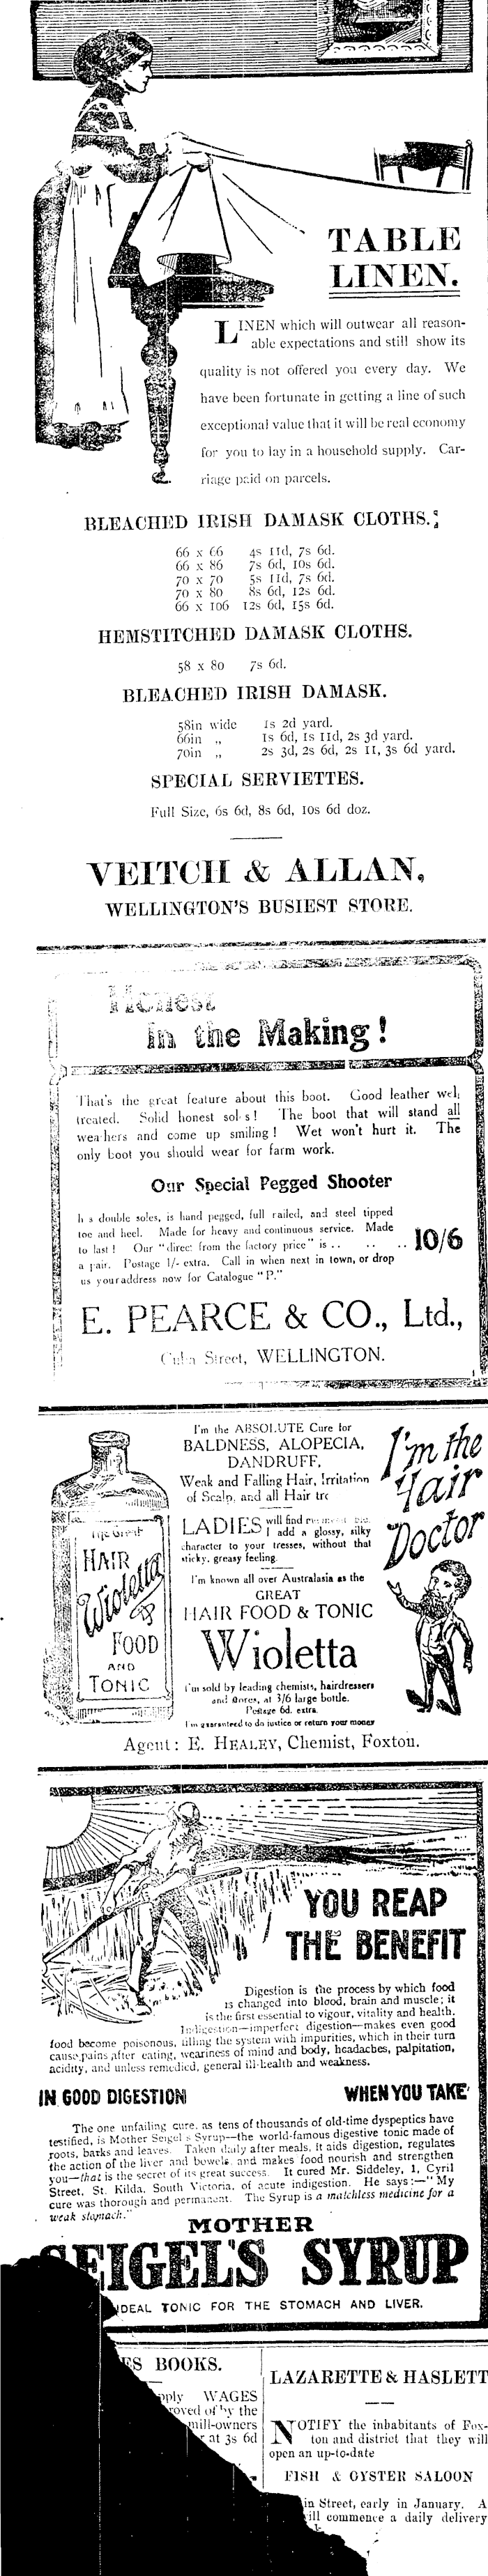 TABLE
LINEN.
LINEN which will outwear all reason-
able expectations and still show its
quality is not offered you every day. We
have been fortunate in getting a line of such
exceptional value that it will be real economy
for you to lay in a household supply. Car-
riage paid on parcels.
BLEACHED IRISH DAMASK CLOTHS.
66 x 66 4s 11d, 7s 6d.
66 x 86 7s 6d, 10s 6d.
70 x 70 5s 11d, 7s 6d.
70 x 80 8s 6d, 12s 6d.
66 x 106 12s 6d, 15s 6d.
HEMSTITCHED DAMASK CLOTHS.
58 x 80 7s 6d.
BLEACHED IRISH DAMASK.
58in wide 1s 2d yard.
66in „ 1s 6d, 1s 11d, 2s 3d yard.
70in „ 2s 3d, 2s 6d, 2s 11, 3s 6d yard.
SPECIAL SERVIETTES.
Full Size, 6s 6d, 8s 6d, 10s 6d doz.
VEITCH & ALLAN,
WELLINGTON'S BUSIEST STORE.
Honest
in the Making!
That's the great feature about this boot. Good leather wel,
treated. Solid honest soles! The boot that will stand all
weathers and come up smiling! Wet won't hurt it. The
only boot you should wear for farm work.
Our Special Pegged Shooter
h s double soles, is hand pegged, full railed, and steel tipped
toe and heel. Made for heavy and continuous service. Made
to last! Our "direct from the factory price" is .. .. .. 10/6
a pair. Postage 1/- extra. Call in when next in town, or drop
us your address now for Catalogue "P."
E. PEARCE & CO., Ltd.,
Cuba Street, WELLINGTON.
I'm the ABSOLUTE Cure for
BALDNESS, ALOPECIA,
DANDRUFF,
Weak and Falling Hair, Irritation
of Scalp, and all Hair
LADIES will find
I add a glossy, silky
character to your tresses, without that
sticky, greasy feeling.
I'm known all over Australasia as the
GREAT
HAIR FOOD & TONIC
Wioletta
I'm sold by leading chemists, hairdressers
and stores, at 3/6 large bottle.
Postage 6d. extra.
I'm guaranteed to do justice or return your money
The Great
HAIR
Wioletta
FOOD
AND
TONIC
I'm the
Hair
Doctor
Agent: E. HEALEY, Chemist, Foxton.
YOU REAP
THE BENEFIT
Digestion is the process by which food
is changed into blood, brain and muscle; it
is the first essential to vigour, vitality and health.
Indigestion—imperfect digestion—makes even good
food become poisonous, filling the system with impurities, which in their turn
cause pains after eating, weariness of mind and body, headaches, palpitation,
acidity, and unless remedied, general ill-health and weakness.
IN GOOD DIGESTION WHEN YOU TAKE
The one unfailing cure, as tens of thousands of old-time dyspeptics have
testified, is Mother Seigel's Syrup—the world-famous digestive tonic made of
roots, barks and leaves. Taken daily after meals, it aids digestion, regulates
the action of the liver and bowels, and makes food nourish and strengthen
you—that is the secret of its great success. It cured Mr. Siddeley, 1, Cyril
Street, St. Kilda, South Victoria, of acute indigestion. He says:—"My
cure was thorough and permanent. The Syrup is a matchless medicine for a
weak stomach."
MOTHER
SEIGEL'S SYRUP
IDEAL TONIC FOR THE STOMACH AND LIVER.
ES BOOKS.
pply WAGES
roved of by the
mill-owners
at 3s 6d
LAZARETTE & HASLETT
NOTIFY the inhabitants of Fox-
ton and district that they will
open an up-to-date
FISH & OYSTER SALOON
in Street, early in January. A
ill commence a daily delivery